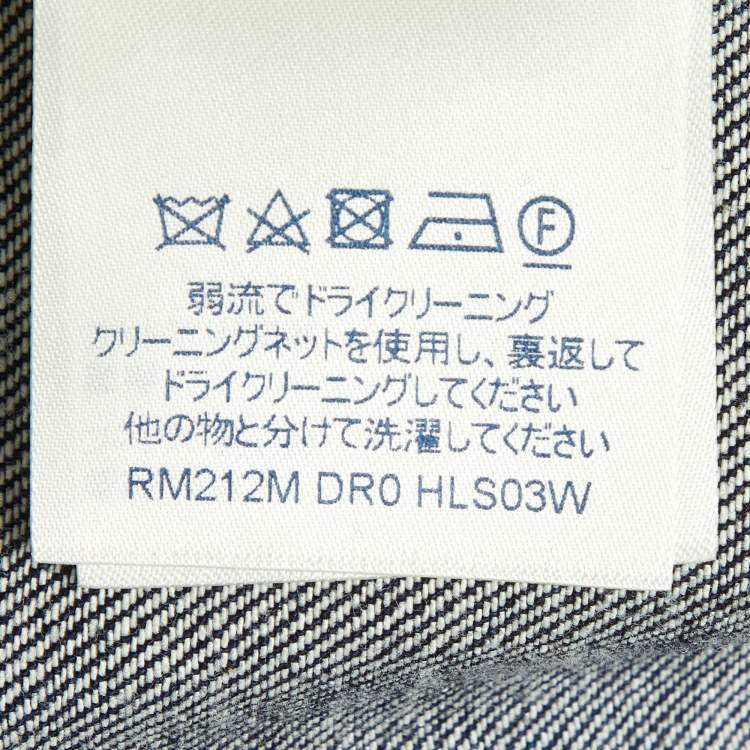 F
弱流でドライクリーニング
クリーニングネットを使用し、裏返して
ドライクリーニングしてください
他の物と分けて洗濯してください
RM212M DR0 HLS03W